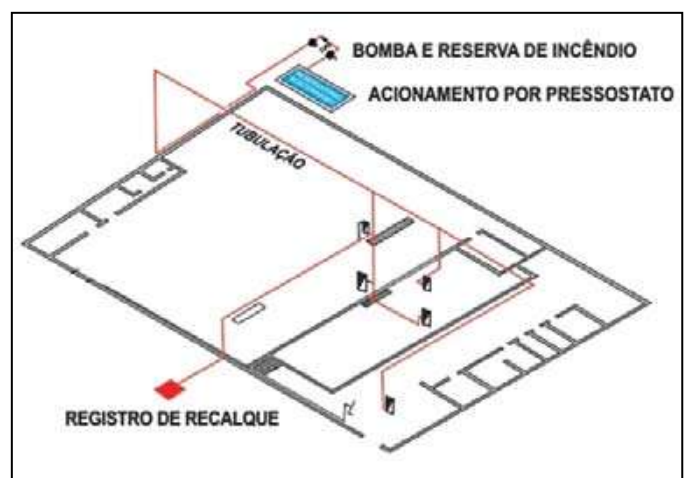 BOMBA E RESERVA DE INCÊNDIO
ACIONAMENTO POR PRESSOSTATO
TUBULAÇÃO
REGISTRO DE RECALQUE